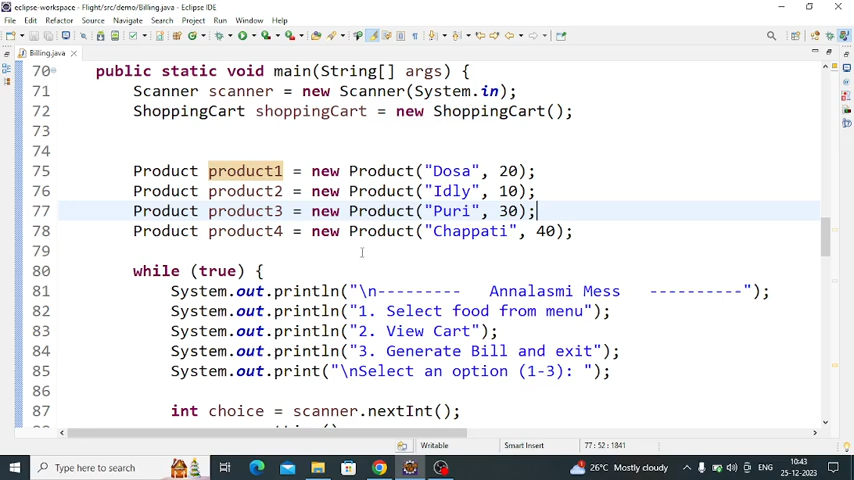 eclipse-workspace - Flight/src/demo/Billing.java - Eclipse IDE
File Edit Refactor Source Navigate Search Project Run Window Help
Billing.java
70 public static void main(String[] args) {
71 Scanner scanner = new Scanner(System.in);
72 ShoppingCart shoppingCart = new ShoppingCart();
73
74
75 Product product1 = new Product("Dosa", 20);
76 Product product2 = new Product("Idly", 10);
77 Product product3 = new Product("Puri", 30);
78 Product product4 = new Product("Chappati", 40);
79
80 while (true) {
81 System.out.println("\n--------- Annalasmi Mess ----------");
82 System.out.println("1. Select food from menu");
83 System.out.println("2. View Cart");
84 System.out.println("3. Generate Bill and exit");
85 System.out.print("\nSelect an option (1-3): ");
86
87 int choice = scanner.nextInt();
Writable Smart Insert 77 : 52 : 1841
Type here to search 26°C Mostly cloudy ENG 10:43
25-12-2023